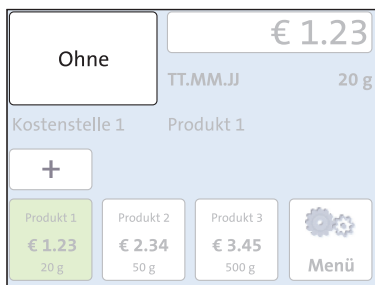 Ohne
€ 1.23
TT.MM.JJ 20 g
Kostenstelle 1 Produkt 1
+
Produkt 1 Produkt 2 Produkt 3
€ 1.23 € 2.34 € 3.45
20 g 50 g 500 g Menü